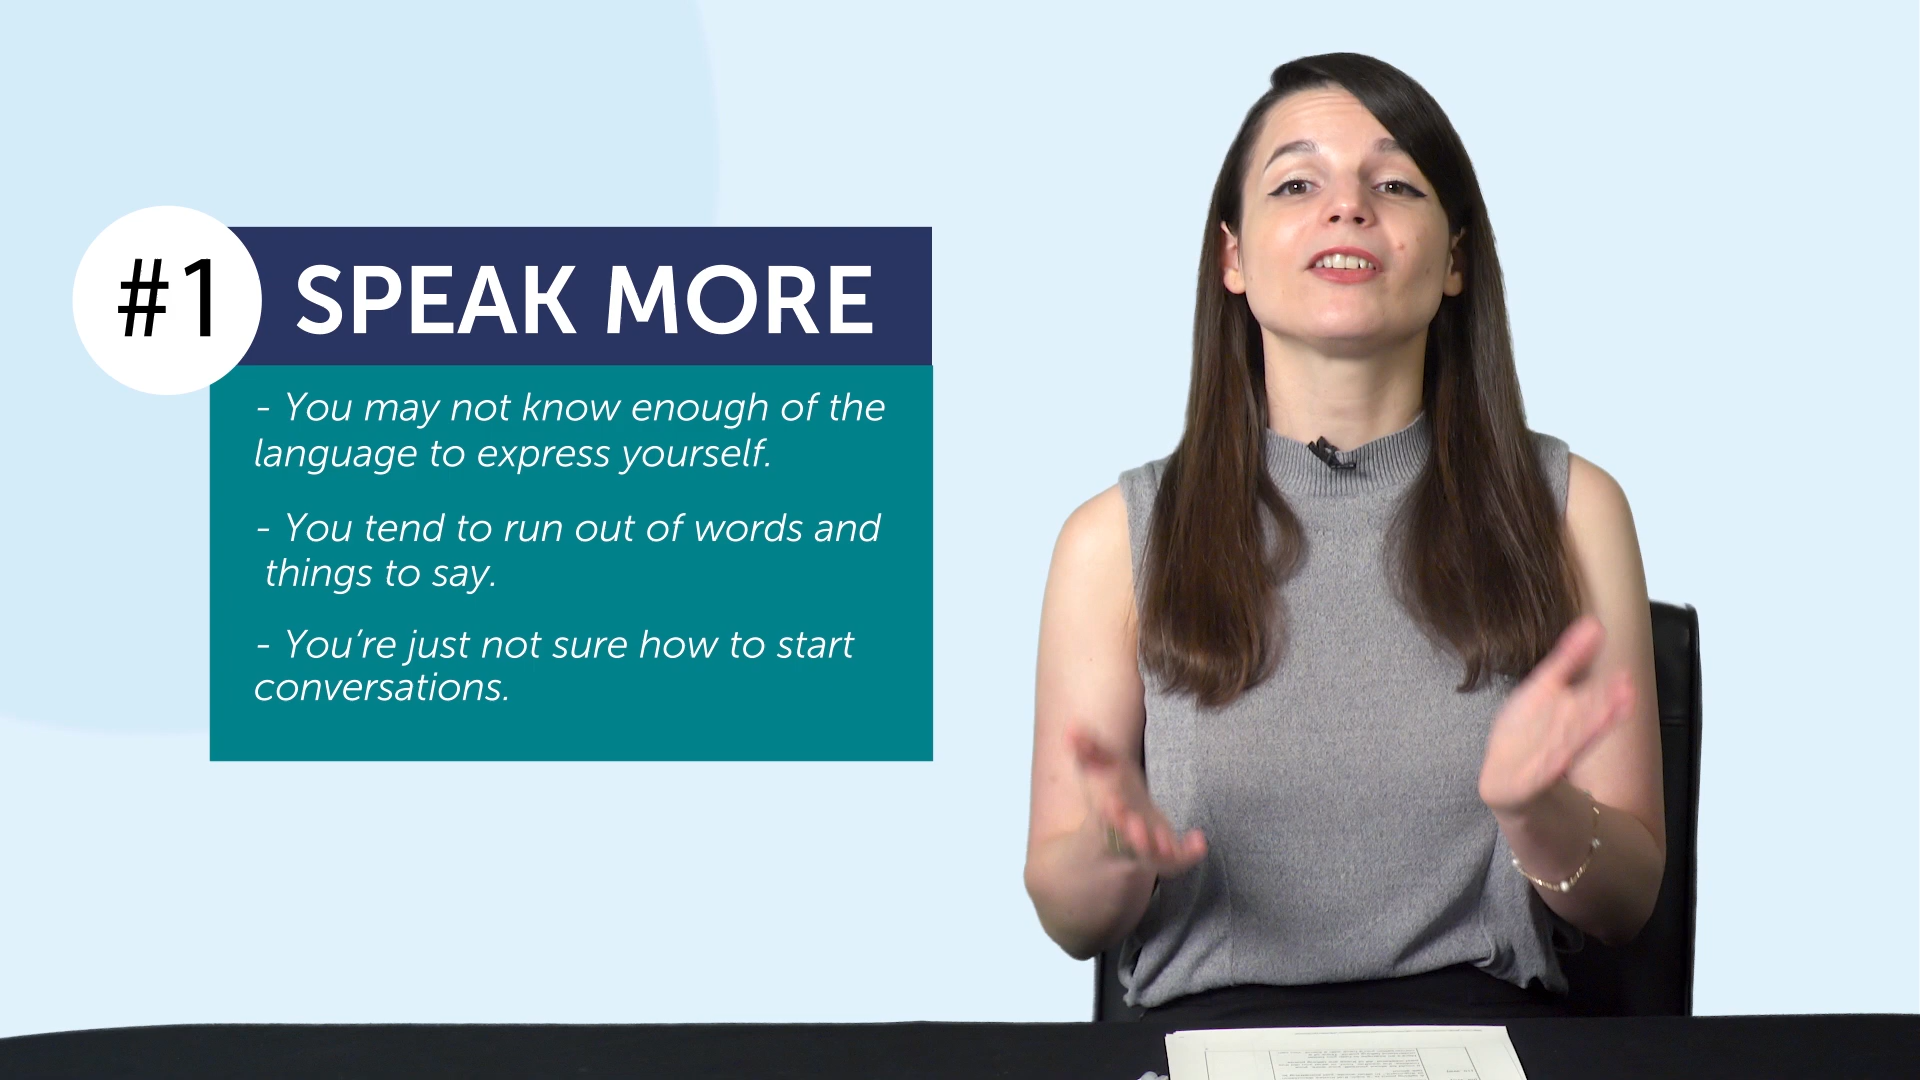 #1 SPEAK MORE
- You may not know enough of the
language to express yourself.
- You tend to run out of words and
things to say.
- You're just not sure how to start
conversations.